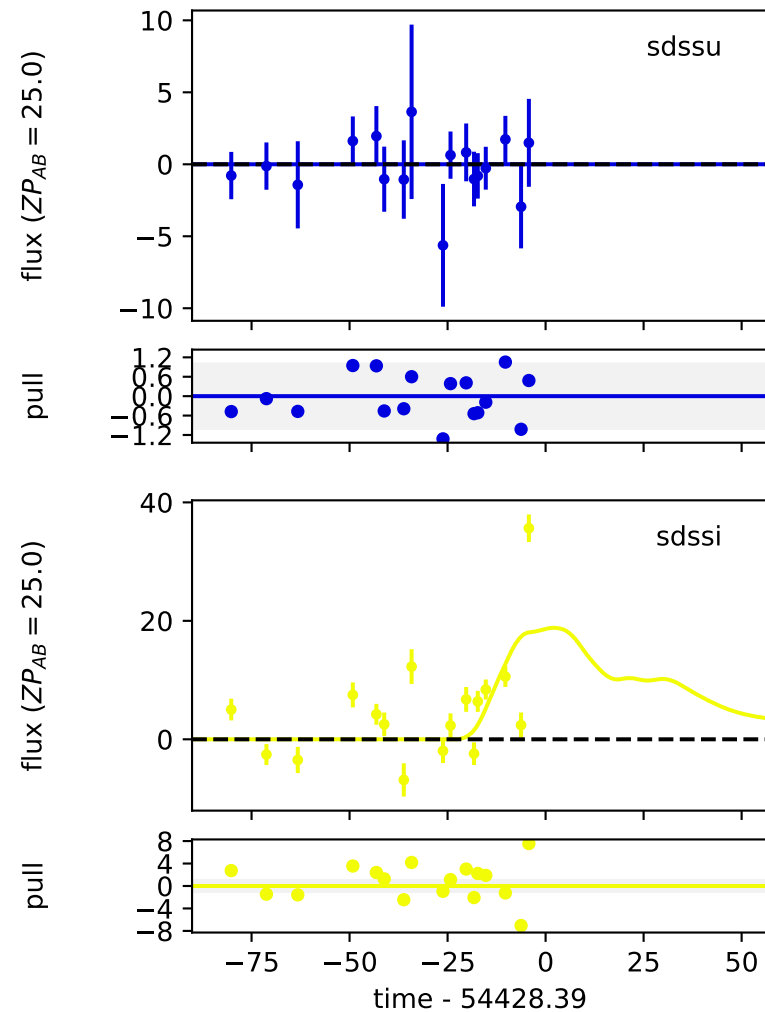 sdssu
flux ($ZP_{AB}$ = 25.0)
10
5
0
−5
−10
pull
1.2
0.6
0.0
−0.6
−1.2
sdssi
flux ($ZP_{AB}$ = 25.0)
40
20
0
pull
8
4
0
−4
−8
−75 −50 −25 0 25 50
time - 54428.39